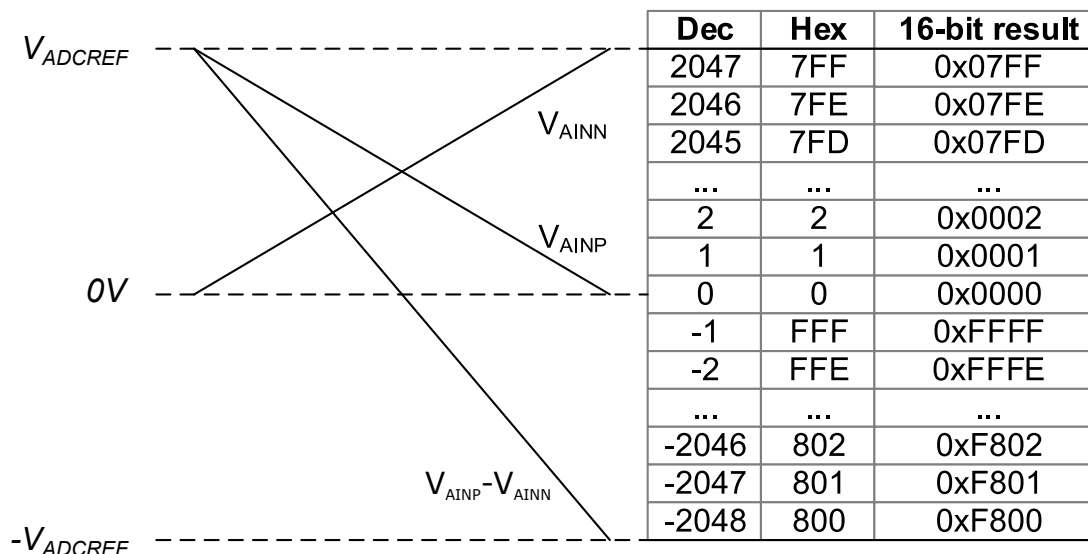 Dec Hex 16-bit result
V_ADCREF
2047 7FF 0x07FF
2046 7FE 0x07FE
V_AINN
2045 7FD 0x07FD
... ... ...
2 2 0x0002
V_AINP
1 1 0x0001
0V
0 0 0x0000
-1 FFF 0xFFFF
-2 FFE 0xFFFE
... ... ...
-2046 802 0xF802
V_AINP-V_AINN
-2047 801 0xF801
-2048 800 0xF800
-V_ADCREF